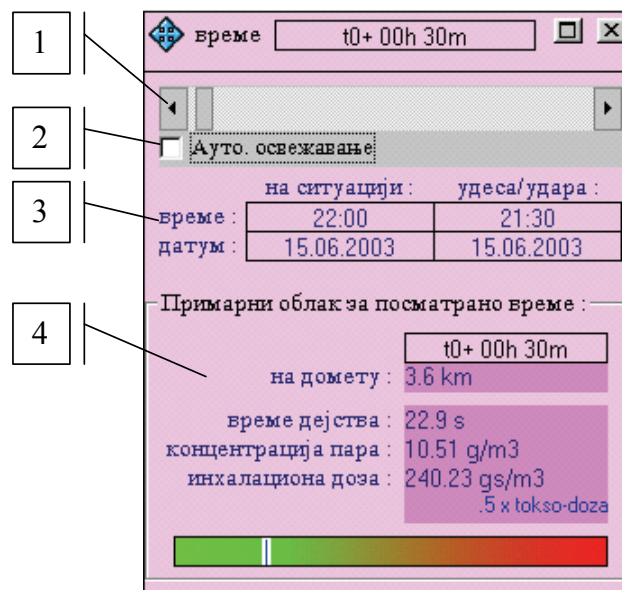 1
време t0+ 00h 30m
2
Ауто. освежавање
3
на ситуацији : удеса/удара :
време : 22:00 21:30
датум : 15.06.2003 15.06.2003
4
Примарни облак за посматрано време :
t0+ 00h 30m
на домету : 3.6 km
време дејства : 22.9 s
концентрација пара : 10.51 g/m3
инхалациона доза : 240.23 gs/m3
.5 x tokso-doza